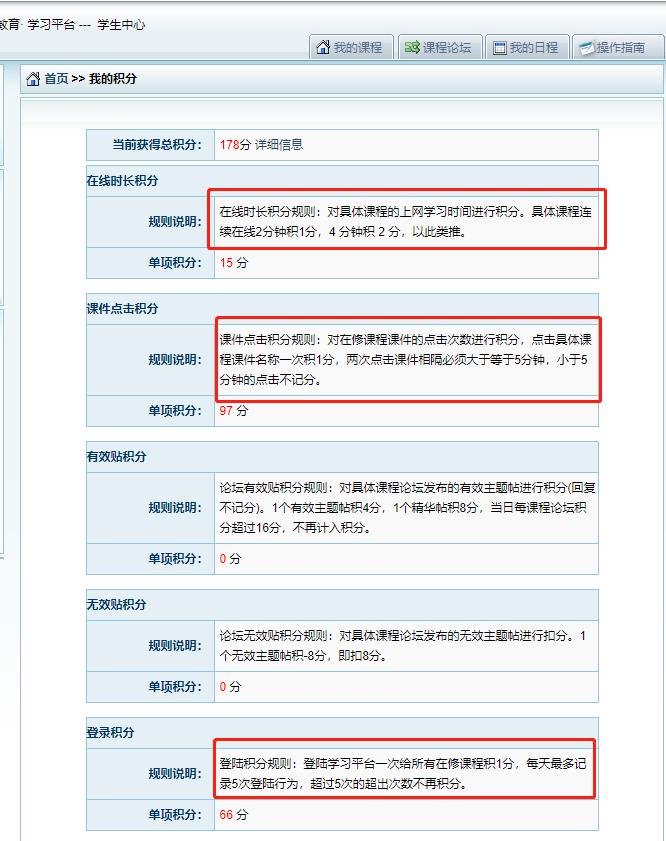 教育· 学习平台 --- 学生中心
我的课程 课程论坛 我的日程 操作指南
首页 >> 我的积分
当前获得总积分： 178分 详细信息
在线时长积分
规则说明：
在线时长积分规则：对具体课程的上网学习时间进行积分。具体课程连
续在线2分钟积1分，4 分钟积 2 分，以此类推。
单项积分： 15 分
课件点击积分
规则说明：
课件点击积分规则：对在修课程课件的点击次数进行积分，点击具体课
程课件名称一次积1分，两次点击课件相隔必须大于等于5分钟，小于5
分钟的点击不记分。
单项积分： 97 分
有效贴积分
规则说明：
论坛有效贴积分规则：对具体课程论坛发布的有效主题帖进行积分(回复
不记分)。1个有效主题帖积4分，1个精华帖积8分，当日每课程论坛积
分超过16分，不再计入积分。
单项积分： 0 分
无效贴积分
规则说明：
论坛无效贴积分规则：对具体课程论坛发布的无效主题帖进行扣分。1
个无效主题帖积-8分，即扣8分。
单项积分： 0 分
登录积分
规则说明：
登陆积分规则：登陆学习平台一次给所有在修课程积1分，每天最多记
录5次登陆行为，超过5次的超出次数不再积分。
单项积分： 66 分